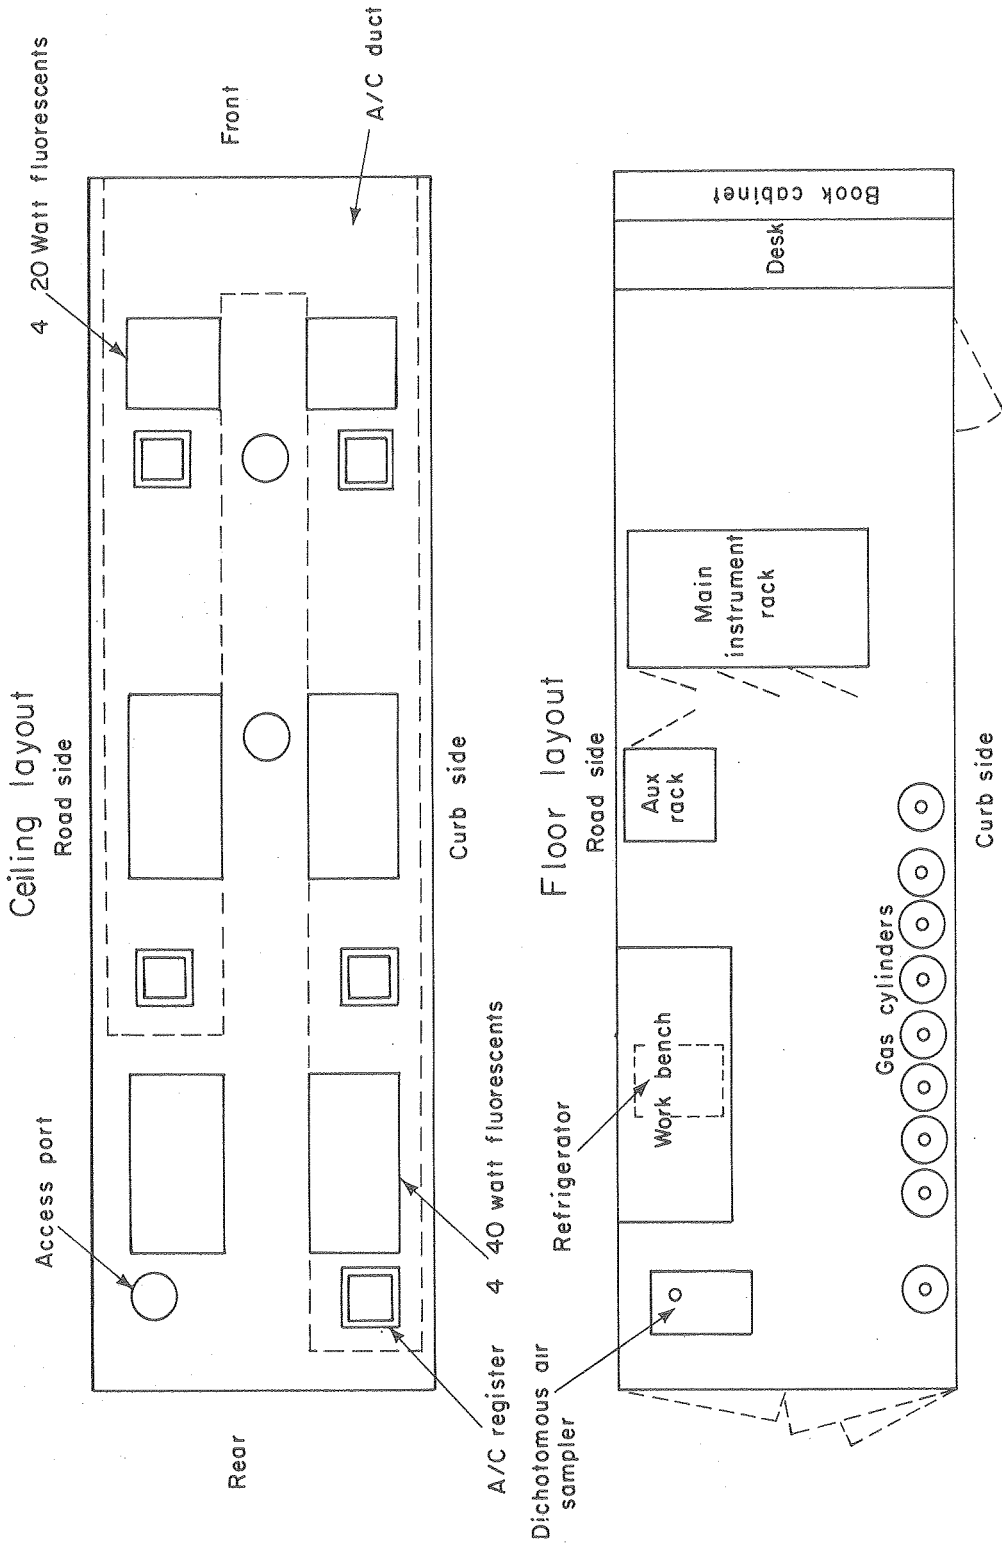 Ceiling layout
Road side
4 20 Watt fluorescents
Access port
Front
Rear
A/C duct
Curb side
A/C register
4 40 watt fluorescents
Floor layout
Road side
Refrigerator
Dichotomous air
sampler
Work bench
Aux
rack
Main
instrument
rack
Desk
Book cabinet
Gas cylinders
Curb side